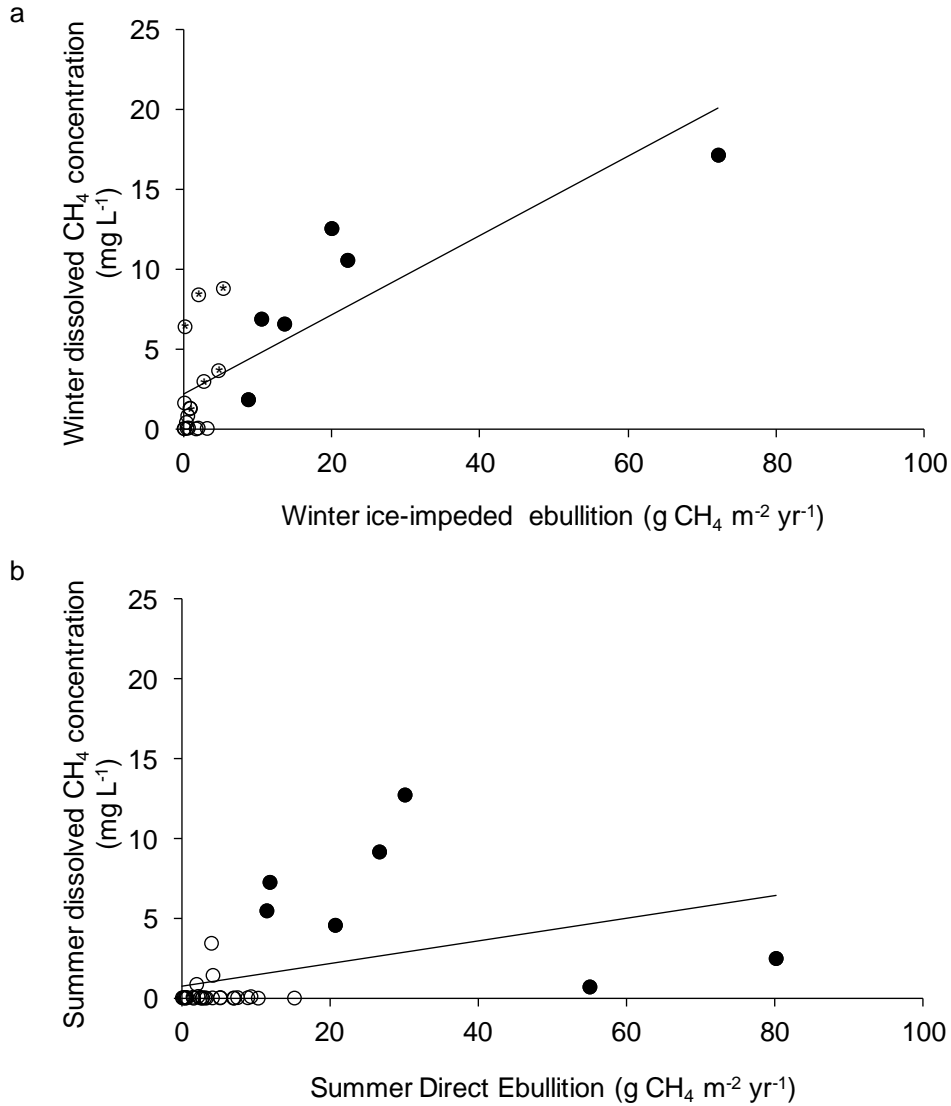 a
25
20
15
10
5
0
0 20 40 60 80 100
Winter dissolved CH4 concentration
(mg L-1)
Winter ice-impeded ebullition (g CH4 m-2 yr-1)
b
25
20
15
10
5
0
0 20 40 60 80 100
Summer dissolved CH4 concentration
(mg L-1)
Summer Direct Ebullition (g CH4 m-2 yr-1)